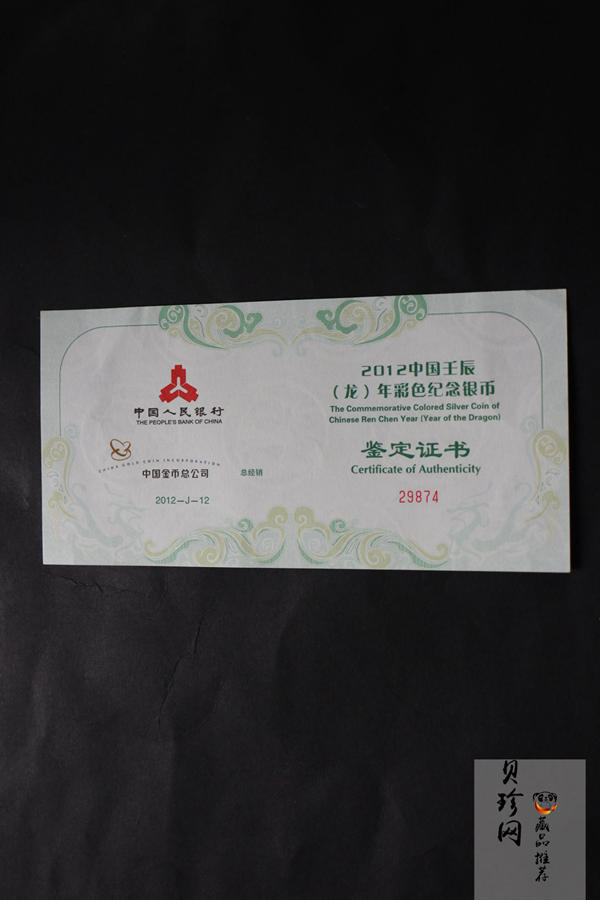 中国人民银行
THE PEOPLE'S BANK OF CHINA
CHINA GOLD COIN INCORPORATION
中国金币总公司 总经销
2012-J-12
2012中国壬辰
（龙）年彩色纪念银币
The Commemorative Colored Silver Coin of
Chinese Ren Chen Year (Year of the Dragon)
鉴定证书
Certificate of Authenticity
29874
贝珍网
藏品推荐